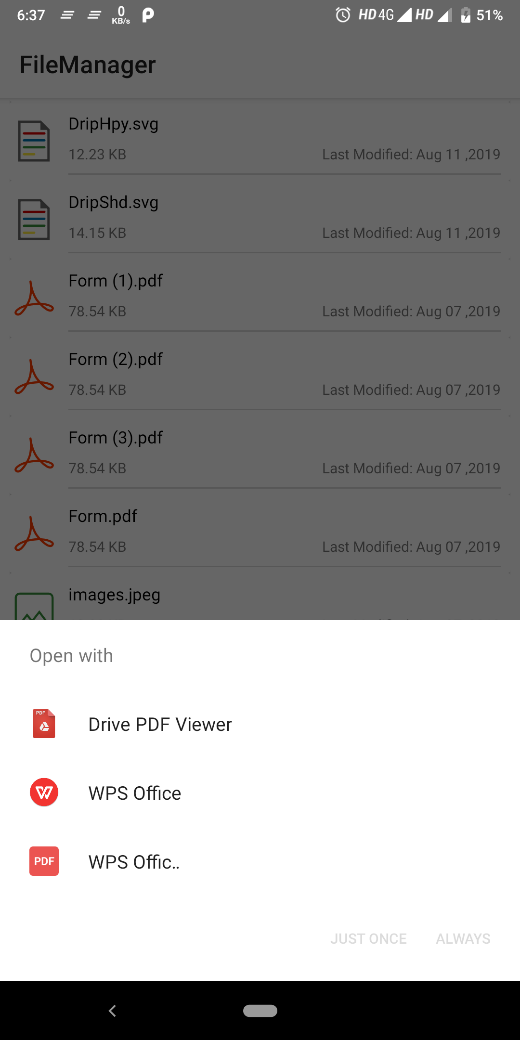 6:37 0 KB/s HD 4G HD 51%
FileManager
DripHpy.svg
12.23 KB Last Modified: Aug 11 ,2019
DripShd.svg
14.15 KB Last Modified: Aug 11 ,2019
Form (1).pdf
78.54 KB Last Modified: Aug 07 ,2019
Form (2).pdf
78.54 KB Last Modified: Aug 07 ,2019
Form (3).pdf
78.54 KB Last Modified: Aug 07 ,2019
Form.pdf
78.54 KB Last Modified: Aug 07 ,2019
images.jpeg
Open with
PDF
Drive PDF Viewer
WPS Office
PDF WPS Offic..
JUST ONCE ALWAYS